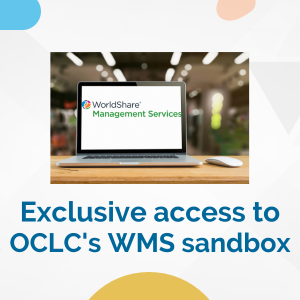 WorldShare®
Management Services
Exclusive access to
OCLC's WMS sandbox